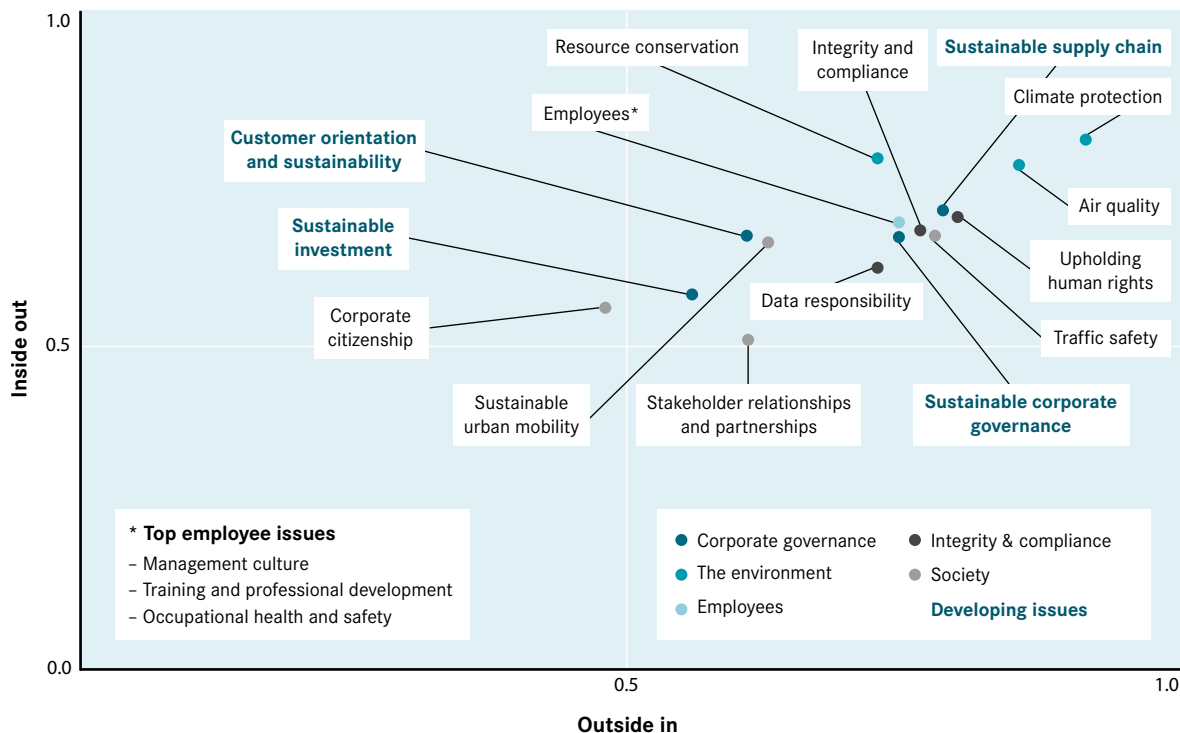 1.0
Resource conservation
Integrity and
compliance
Sustainable supply chain
Climate protection
Employees*
Customer orientation
and sustainability
Air quality
Sustainable
investment
Upholding
human rights
Data responsibility
Corporate
citizenship
Traffic safety
Inside out
0.5
Sustainable
urban mobility
Stakeholder relationships
and partnerships
Sustainable corporate
governance
* Top employee issues
– Management culture
– Training and professional development
– Occupational health and safety
Corporate governance
The environment
Employees
Integrity & compliance
Society
Developing issues
0.0
0.5
1.0
Outside in